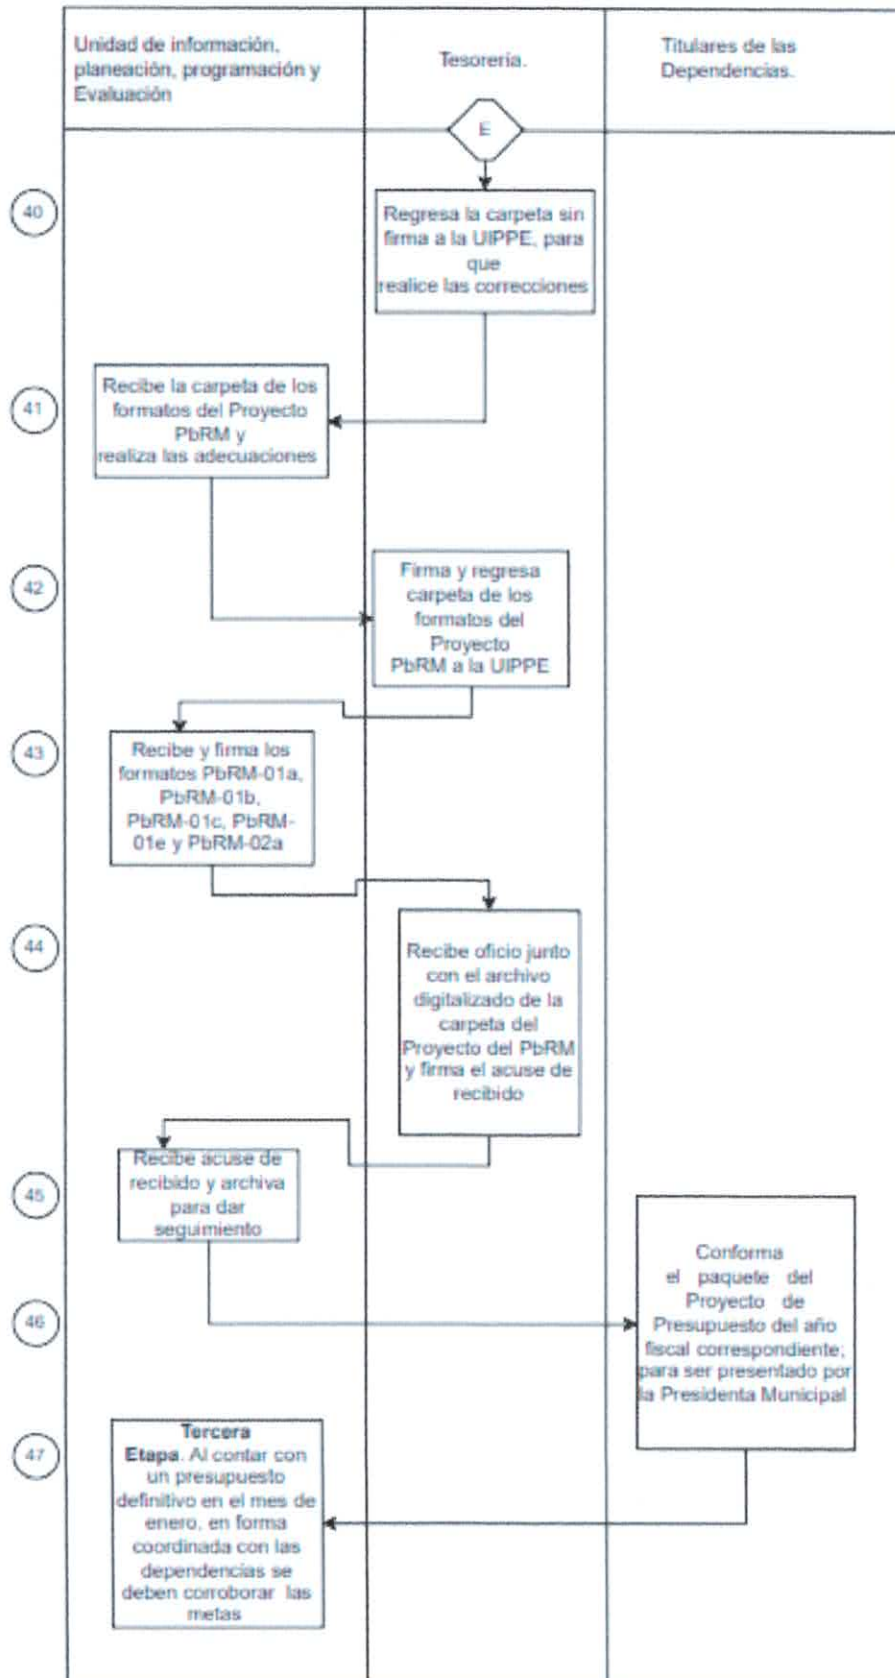 Unidad de información,
planeación, programación y
Evaluación
Tesorería.
Titulares de las
Dependencias.
E
40
Regresa la carpeta sin
firma a la UIPPE, para
que
realice las correcciones
41
Recibe la carpeta de los
formatos del Proyecto
PbRM y
realiza las adecuaciones
42
Firma y regresa
carpeta de los
formatos del
Proyecto
PbRM a la UIPPE
43
Recibe y firma los
formatos PbRM-01a,
PbRM-01b,
PbRM-01c, PbRM-
01e y PbRM-02a
44
Recibe oficio junto
con el archivo
digitalizado de la
carpeta del
Proyecto del PbRM
y firma el acuse de
recibido
45
Recibe acuse de
recibido y archiva
para dar
seguimiento
46
Conforma
el paquete del
Proyecto de
Presupuesto del año
fiscal correspondiente;
para ser presentado por
la Presidenta Municipal
47
Tercera
Etapa. Al contar con
un presupuesto
definitivo en el mes de
enero, en forma
coordinada con las
dependencias se
deben corroborar las
metas